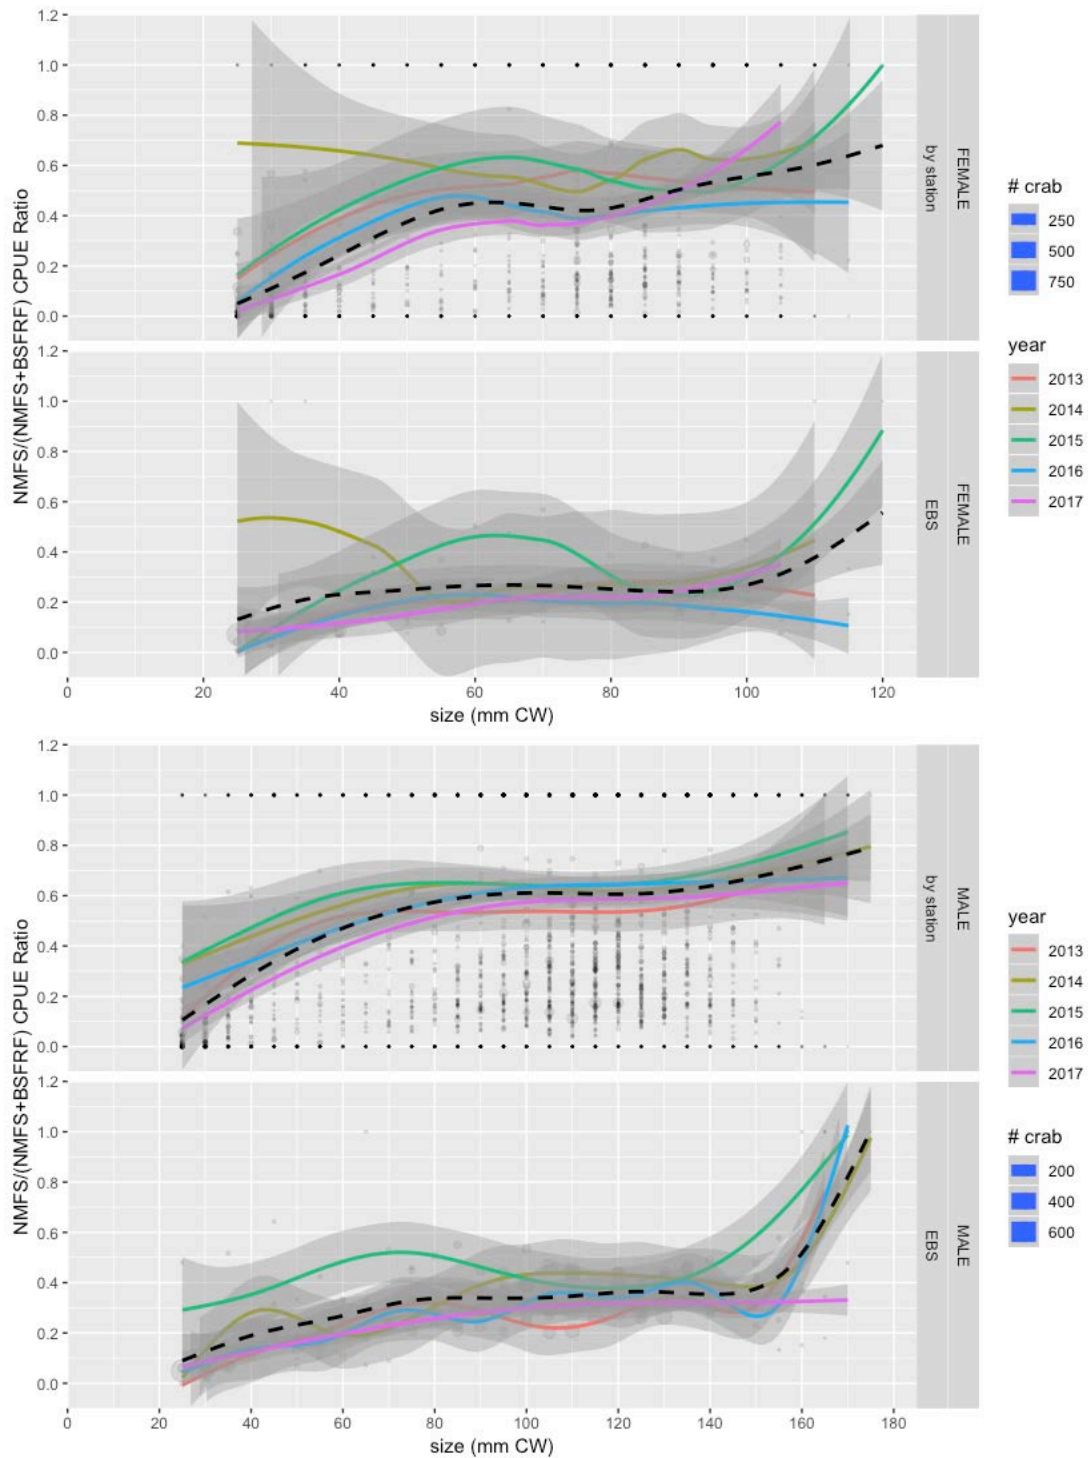 1.2
1.0
0.8
0.6
0.4
0.2
0.0
FEMALE
by station
1.2
1.0
0.8
0.6
0.4
0.2
0.0
FEMALE
EBS
NMFS/(NMFS+BSFRF) CPUE Ratio
0 20 40 60 80 100 120
size (mm CW)
# crab
250
500
750
year
2013
2014
2015
2016
2017
1.2
1.0
0.8
0.6
0.4
0.2
0.0
MALE
by station
1.2
1.0
0.8
0.6
0.4
0.2
0.0
MALE
EBS
NMFS/(NMFS+BSFRF) CPUE Ratio
0 20 40 60 80 100 120 140 160 180
size (mm CW)
year
2013
2014
2015
2016
2017
# crab
200
400
600